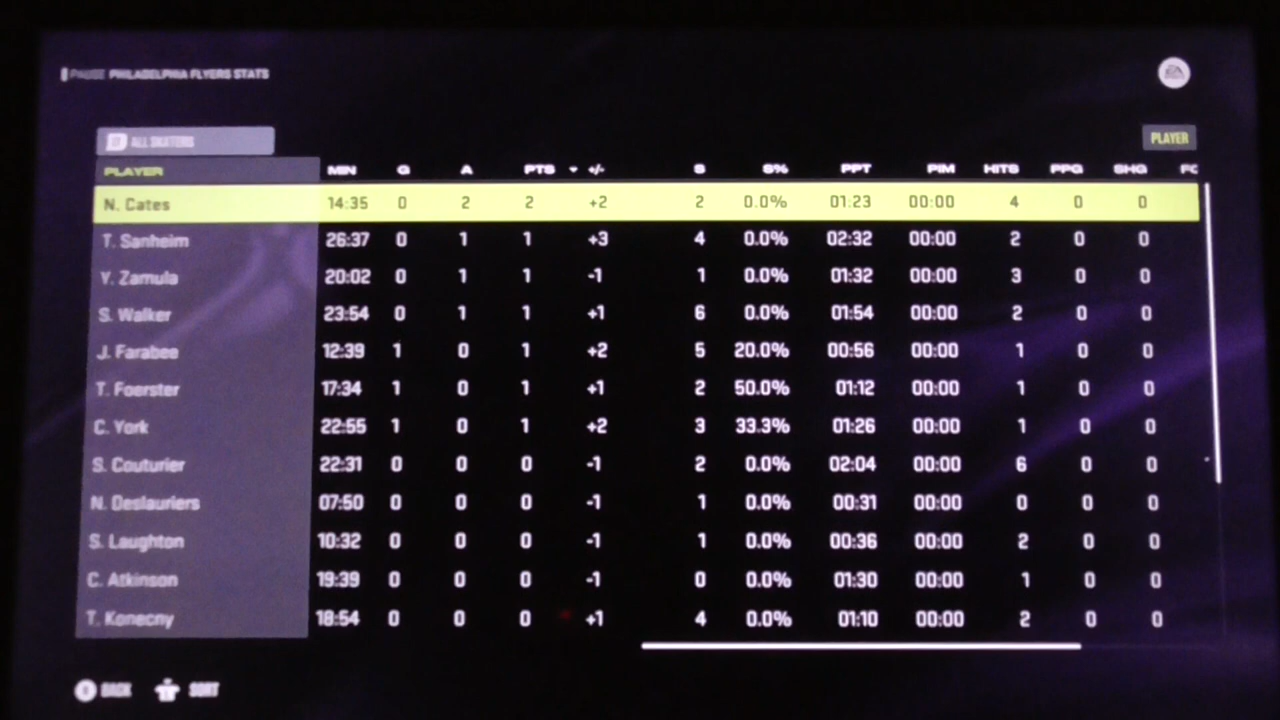 PAUSE PHILADELPHIA FLYERS STATS
EA
ALL SKATERS
PLAYER
PLAYER MIN G A PTS +/- S S% PPT PIM HITS PPG SHG
N. Cates 14:35 0 2 2 +2 2 0.0% 01:23 00:00 4 0 0
T. Sanheim 26:37 0 1 1 +3 4 0.0% 02:32 00:00 2 0 0
Y. Zamula 20:02 0 1 1 -1 1 0.0% 01:32 00:00 3 0 0
S. Walker 23:54 0 1 1 +1 6 0.0% 01:54 00:00 2 0 0
J. Farabee 12:39 1 0 1 +2 5 20.0% 00:56 00:00 1 0 0
T. Foerster 17:34 1 0 1 +1 2 50.0% 01:12 00:00 1 0 0
C. York 22:55 1 0 1 +2 3 33.3% 01:26 00:00 1 0 0
S. Couturier 22:31 0 0 0 -1 2 0.0% 02:04 00:00 6 0 0
N. Deslauriers 07:50 0 0 0 -1 1 0.0% 00:31 00:00 0 0 0
S. Laughton 10:32 0 0 0 -1 1 0.0% 00:36 00:00 2 0 0
C. Atkinson 19:39 0 0 0 -1 0 0.0% 01:30 00:00 1 0 0
T. Konecny 18:54 0 0 0 +1 4 0.0% 01:10 00:00 2 0 0
BACK SORT